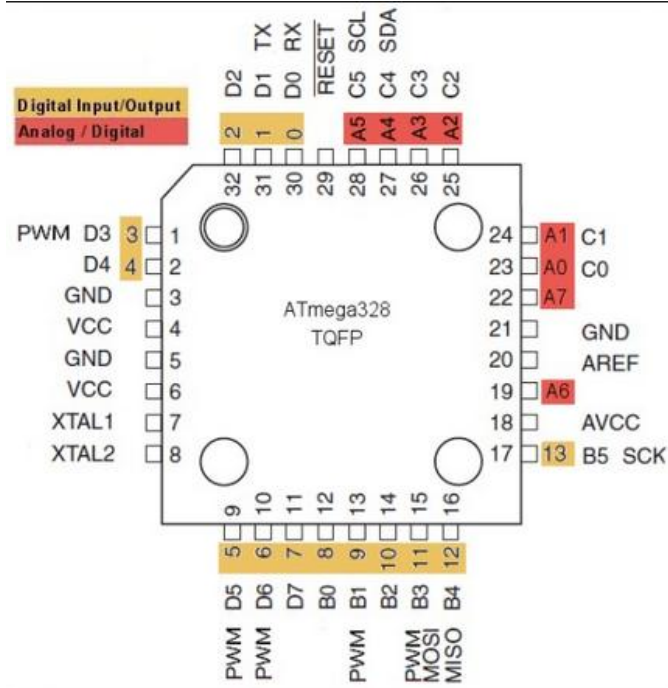 Digital Input/Output
Analog / Digital
D2
D1 TX
D0 RX
RESET
C5 SCL
C4 SDA
C3
C2
2
1
0
A5
A4
A3
A2
32
31
30
29
28
27
26
25
PWM D3 3 1
D4 4 2
GND 3
VCC 4
GND 5
VCC 6
XTAL1 7
XTAL2 8
ATmega328
TQFP
24 A1 C1
23 A0 C0
22 A7
21 GND
20 AREF
19 A6
18 AVCC
17 13 B5 SCK
9
10
11
12
13
14
15
16
5
6
7
8
9
10
11
12
PWM D5
PWM D6
D7
B0
PWM B1
B2
PWM B3
MOSI
MISO B4